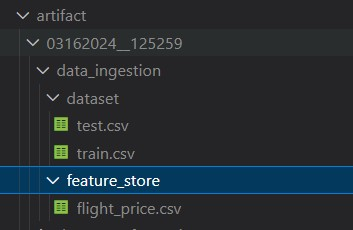 artifact
03162024__125259
data_ingestion
dataset
test.csv
train.csv
feature_store
flight_price.csv